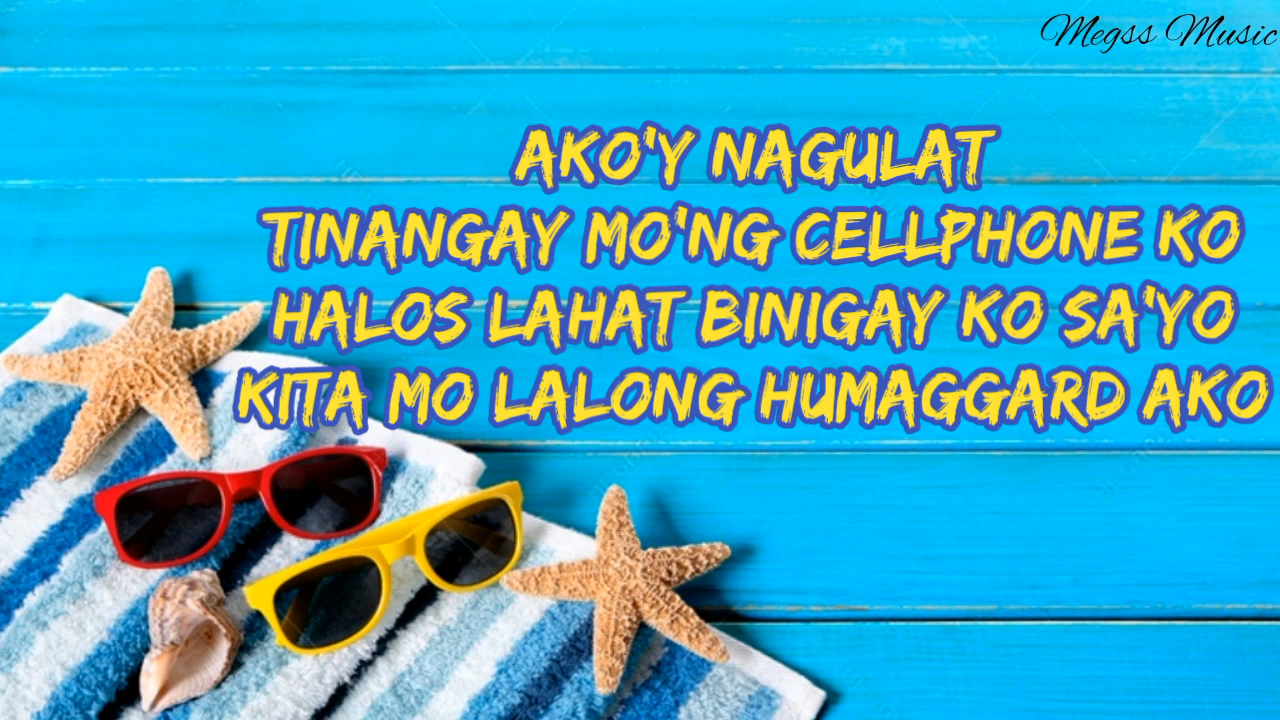 Megss Music
AKO'Y NAGULAT
TINANGAY MO'NG CELLPHONE KO
HALOS LAHAT BINIGAY KO SA'YO
KITA MO LALONG HUMAGGARD AKO